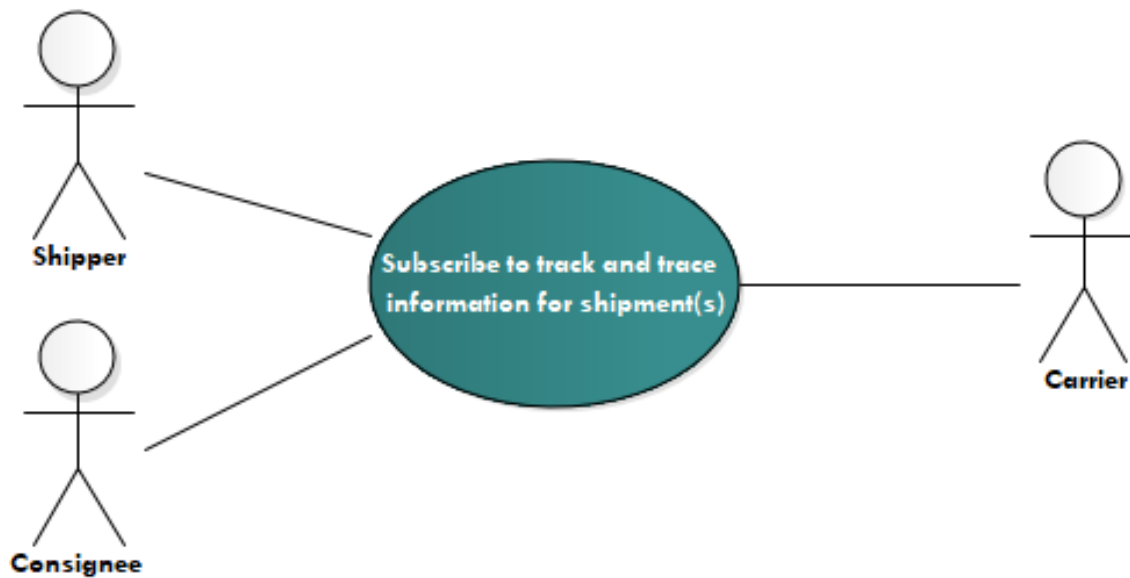 Shipper
Subscribe to track and trace
information for shipment(s)
Carrier
Consignee